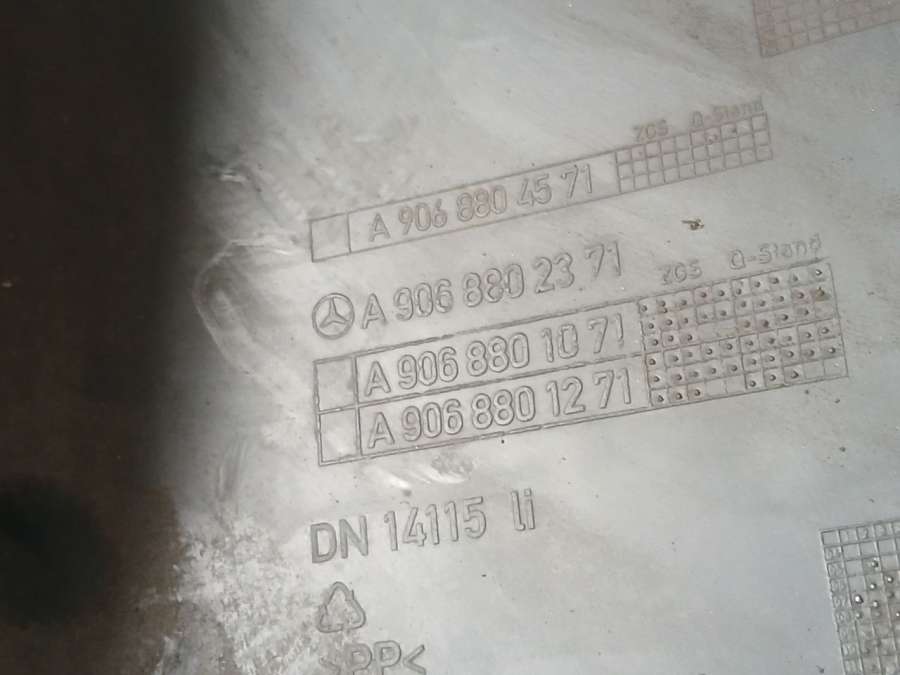 ZGS Q-Stand
A 906 880 45 71
A 906 880 23 71
ZGS Q-Stand
A 906 880 10 71
A 906 880 12 71
DN 14115 li
>PP<